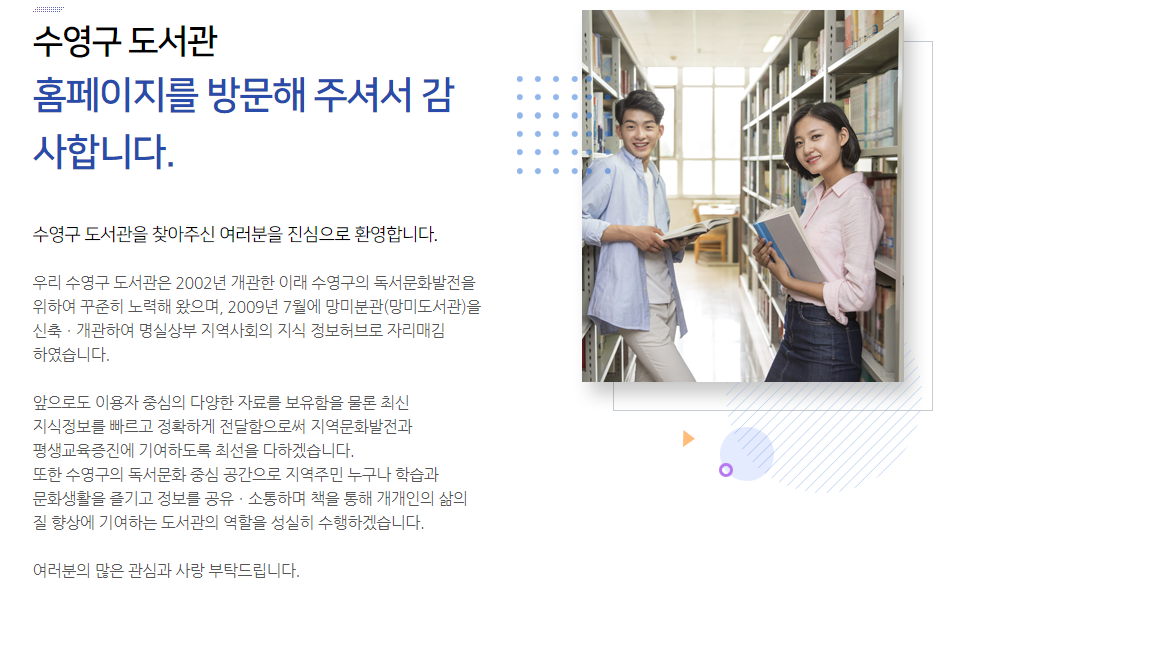 수영구 도서관
홈페이지를 방문해 주셔서 감
사합니다.
수영구 도서관을 찾아주신 여러분을 진심으로 환영합니다.
우리 수영구 도서관은 2002년 개관한 이래 수영구의 독서문화발전을
위하여 꾸준히 노력해 왔으며, 2009년 7월에 망미분관(망미도서관)을
신축 · 개관하여 명실상부 지역사회의 지식 정보허브로 자리매김
하였습니다.
앞으로도 이용자 중심의 다양한 자료를 보유함을 물론 최신
지식정보를 빠르고 정확하게 전달함으로써 지역문화발전과
평생교육증진에 기여하도록 최선을 다하겠습니다.
또한 수영구의 독서문화 중심 공간으로 지역주민 누구나 학습과
문화생활을 즐기고 정보를 공유 · 소통하며 책을 통해 개개인의 삶의
질 향상에 기여하는 도서관의 역할을 성실히 수행하겠습니다.
여러분의 많은 관심과 사랑 부탁드립니다.